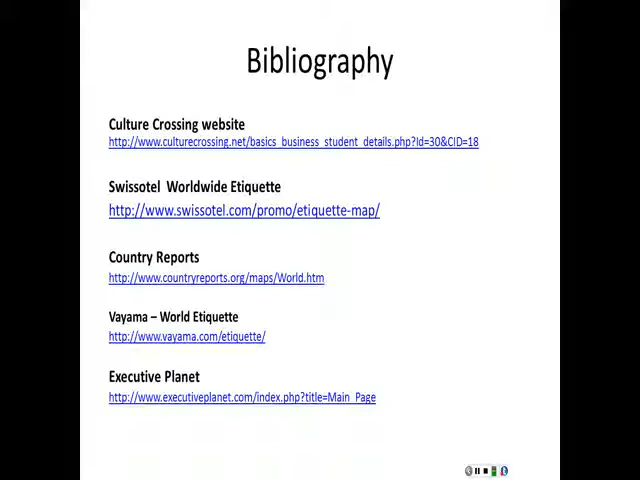 Bibliography
Culture Crossing website
http://www.culturecrossing.net/basics_business_student_details.php?Id=30&CID=18
Swissotel  Worldwide Etiquette
http://www.swissotel.com/promo/etiquette-map/
Country Reports
http://www.countryreports.org/maps/World.htm
Vayama – World Etiquette
http://www.vayama.com/etiquette/
Executive Planet
http://www.executiveplanet.com/index.php?title=Main_Page